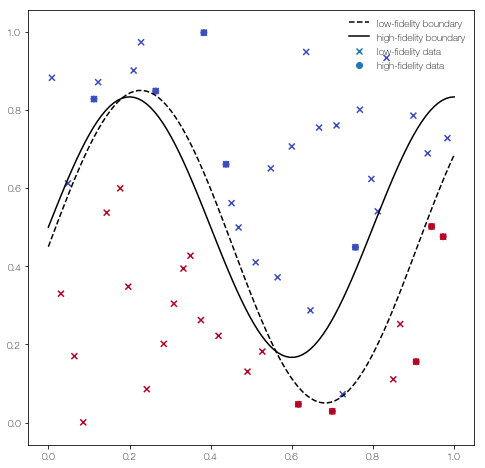 low-fidelity boundary
high-fidelity boundary
low-fidelity data
high-fidelity data
1.0
0.8
0.6
0.4
0.2
0.0
0.0 0.2 0.4 0.6 0.8 1.0